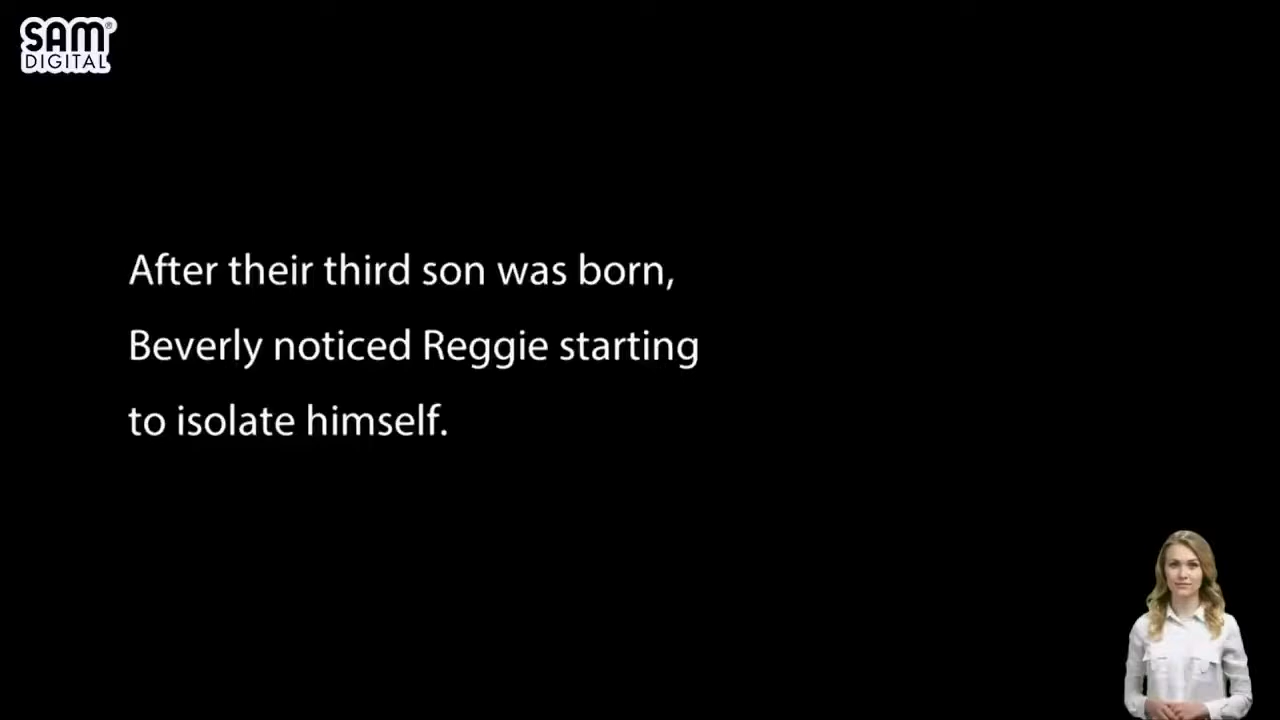 SAM®
DIGITAL
After their third son was born,
Beverly noticed Reggie starting
to isolate himself.